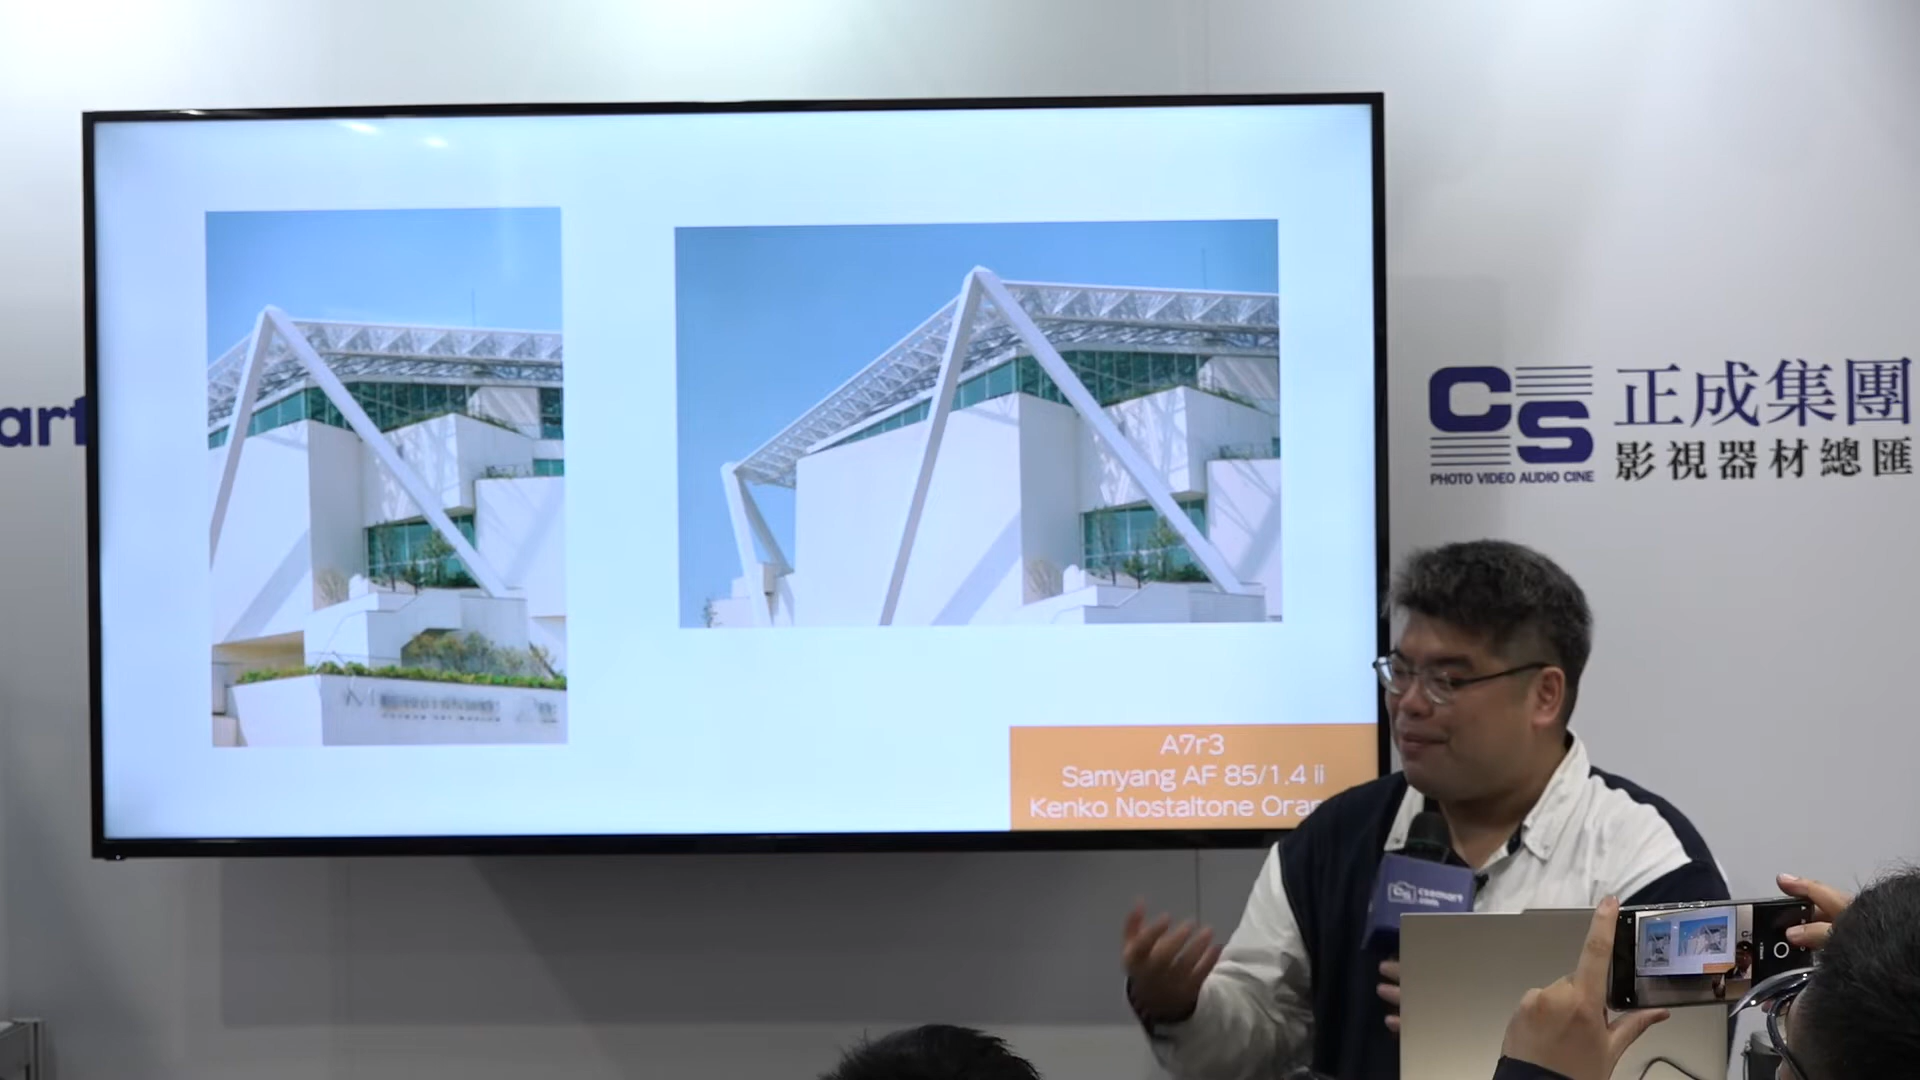 art
A7r3
Samyang AF 85/1.4 ii
Kenko Nostaltone Oran
CS
正成集團
影視器材總匯
PHOTO VIDEO AUDIO CINE